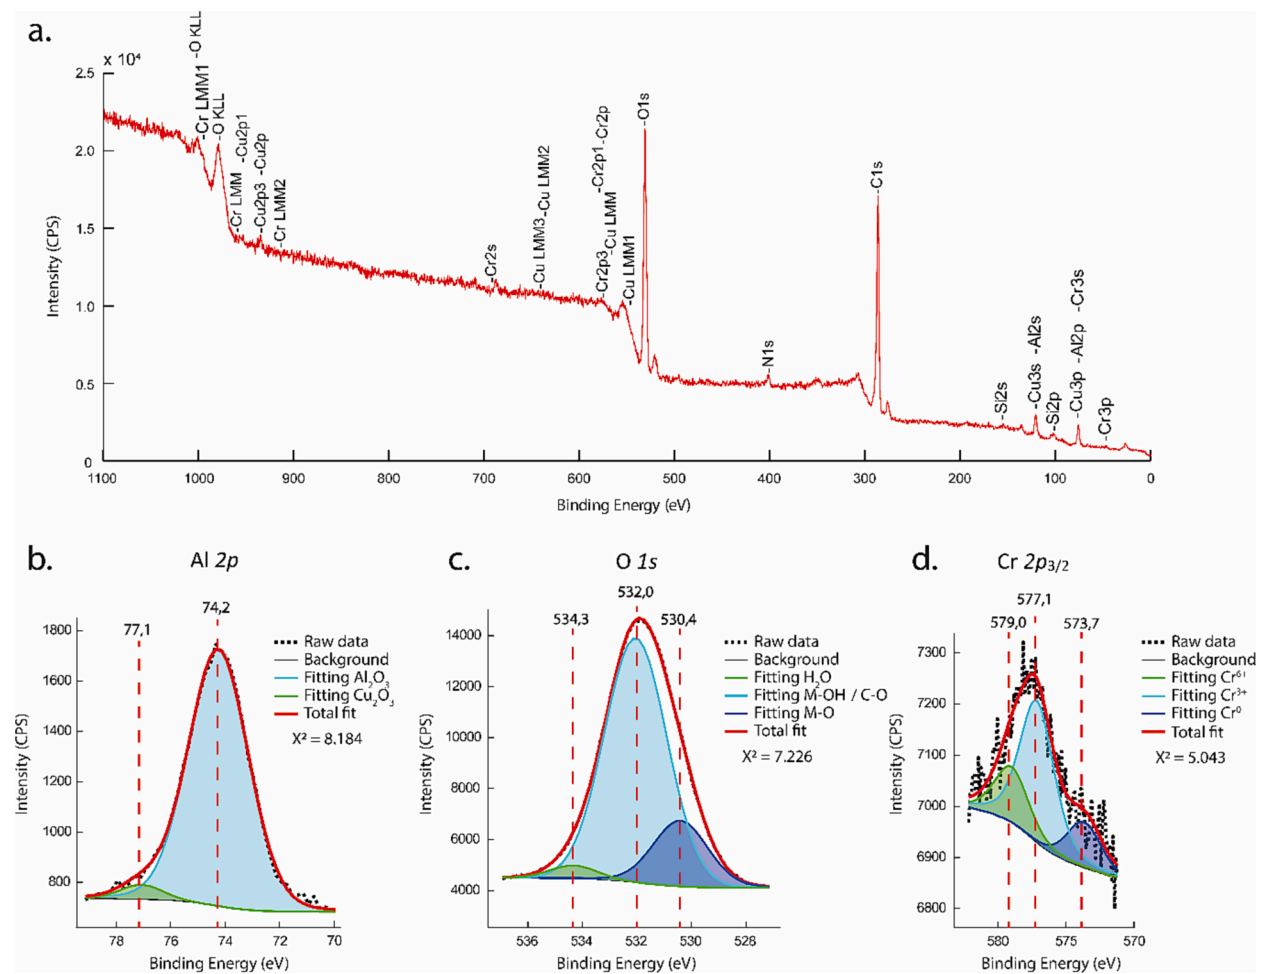 a.
x 10⁴
2.5
2.0
1.5
1.0
0.5
0
Intensity (CPS)
-Cr LMM1 -O KLL
-O KLL
-Cr LMM -Cu2p1
-Cu2p3 -Cu2p
-Cr LMM2
-Cr2s
-Cu LMM3 -Cu LMM2
-Cr2p3 -Cr2p1 -Cr2p
-Cu LMM
-Cu LMM1
-O1s
N1s
-C1s
-Si2s
-Cu3s -Al2s
-Si2p
-Cu3p -Al2p -Cr3s
Cr3p
1100 1000 900 800 700 600 500 400 300 200 100 0
Binding Energy (eV)
b.
Al 2p
77,1
74,2
1800
1600
1400
1200
1000
800
Intensity (CPS)
Raw data
Background
Fitting Al₂O₃
Fitting Cu₂O₃
Total fit
X² = 8.184
78 76 74 72 70
Binding Energy (eV)
c.
O 1s
534,3
532,0
530,4
14000
12000
10000
8000
6000
4000
Intensity (CPS)
Raw data
Background
Fitting H₂O
Fitting M-OH / C-O
Fitting M-O
Total fit
X² = 7.226
536 534 532 530 528
Binding Energy (eV)
d.
Cr 2p₃/₂
579,0
577,1
573,7
7300
7200
7100
7000
6900
6800
Intensity (CPS)
Raw data
Background
Fitting Cr⁶⁺
Fitting Cr³⁺
Fitting Cr⁰
Total fit
X² = 5.043
580 575 570
Binding Energy (eV)